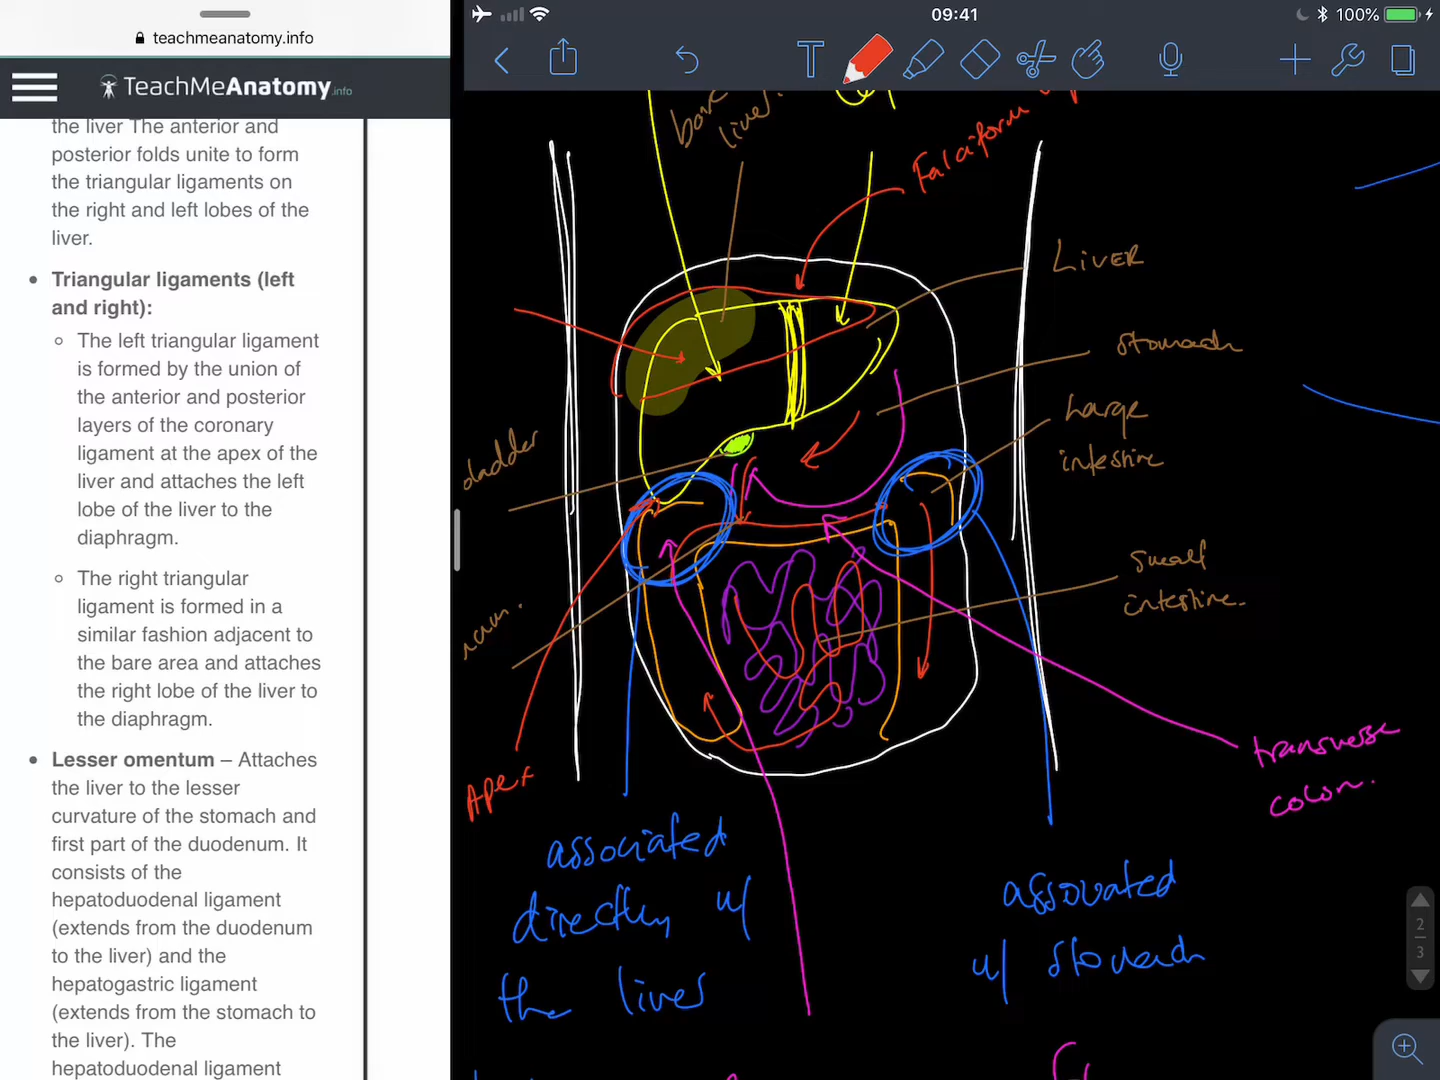 teachmeanatomy.info
TeachMeAnatomy.info
the liver The anterior and
posterior folds unite to form
the triangular ligaments on
the right and left lobes of the
liver.
Triangular ligaments (left
and right):
The left triangular ligament
is formed by the union of
the anterior and posterior
layers of the coronary
ligament at the apex of the
liver and attaches the left
lobe of the liver to the
diaphragm.
The right triangular
ligament is formed in a
similar fashion adjacent to
the bare area and attaches
the right lobe of the liver to
the diaphragm.
Lesser omentum – Attaches
the liver to the lesser
curvature of the stomach and
first part of the duodenum. It
consists of the
hepatoduodenal ligament
(extends from the duodenum
to the liver) and the
hepatogastric ligament
(extends from the stomach to
the liver). The
hepatoduodenal ligament
09:41
100%
T
bare
liver
Falciform
LIVER
stomach
Large
intestine
small
intestine.
transverse
colon.
dladder
Apex
associated
directly w/
the liver
assovated
w/ stomach
2
3